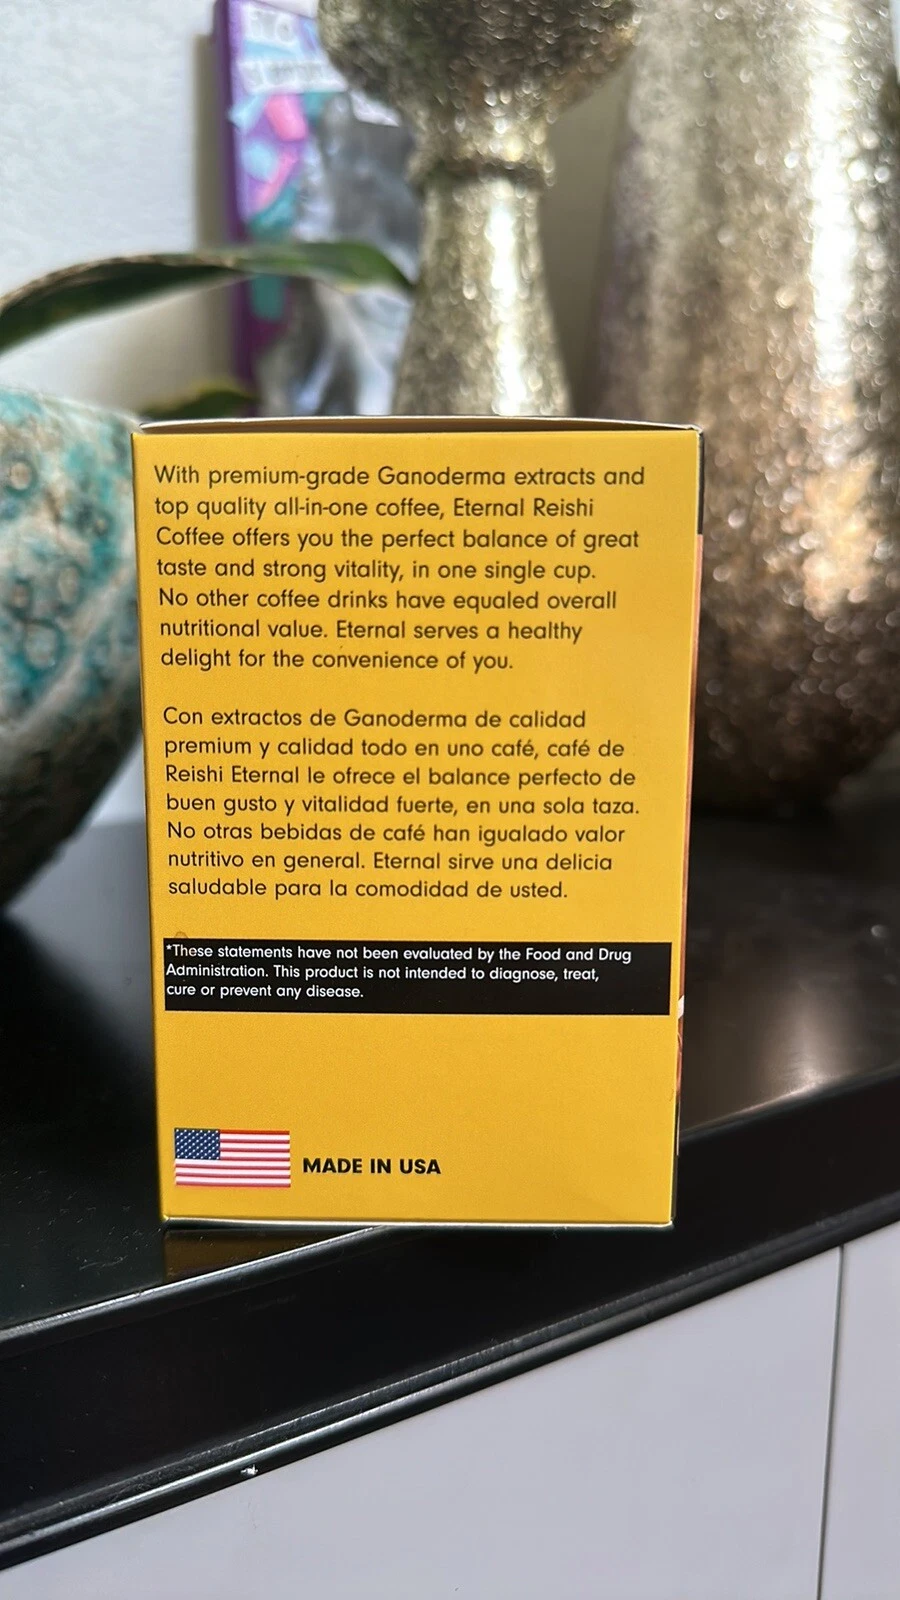 With premium-grade Ganoderma extracts and
top quality all-in-one coffee, Eternal Reishi
Coffee offers you the perfect balance of great
taste and strong vitality, in one single cup.
No other coffee drinks have equaled overall
nutritional value. Eternal serves a healthy
delight for the convenience of you.
Con extractos de Ganoderma de calidad
premium y calidad todo en uno café, café de
Reishi Eternal le ofrece el balance perfecto de
buen gusto y vitalidad fuerte, en una sola taza.
No otras bebidas de café han igualado valor
nutritivo en general. Eternal sirve una delicia
saludable para la comodidad de usted.
*These statements have not been evaluated by the Food and Drug
Administration. This product is not intended to diagnose, treat,
cure or prevent any disease.
MADE IN USA